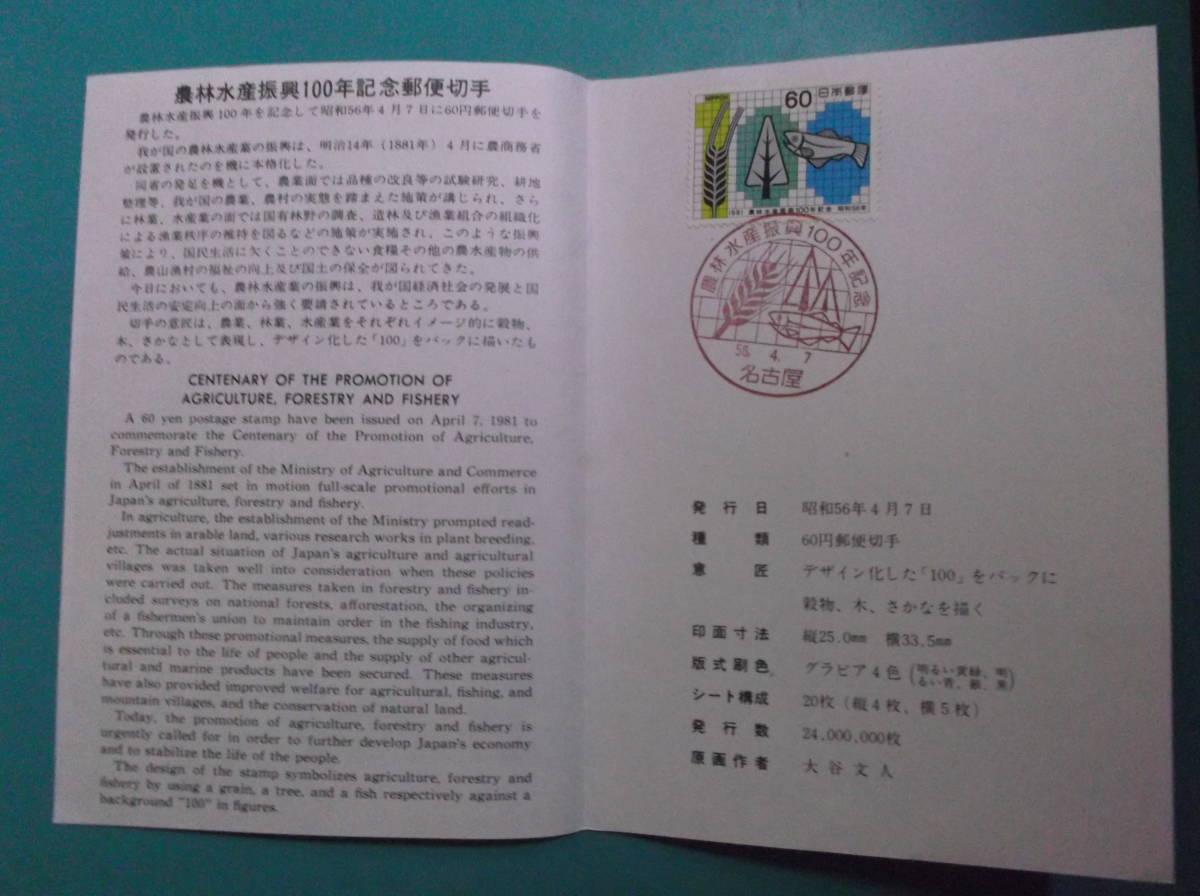 農林水産振興100年記念郵便切手
農林水産振興100年を記念して昭和56年4月7日に60円郵便切手を
発行した。
我が国の農林水産業の振興は、明治14年（1881年）4月に農商務省
が設置されたのを機に本格化した。
同省の発足を機として、農業面では品種の改良等の試験研究、耕地
整理等、我が国の農業、農村の実態を踏まえた施策が講じられ、さら
に林業、水産業の面では国有林野の調査、造林及び漁業組合の組織化
による漁業秩序の維持を図るなどの施策が実施され、このような振興
策により、国民生活に欠くことのできない食糧その他の農水産物の供
給、農山漁村の福祉の向上及び国土の保全が図られてきた。
今日においても、農林水産業の振興は、我が国経済社会の発展と国
民生活の安定向上の面から強く要請されているところである。
切手の意匠は、農業、林業、水産業をそれぞれイメージ的に穀物、
木、さかなとして表現し、デザイン化した「100」をバックに描いたも
のである。
CENTENARY OF THE PROMOTION OF
AGRICULTURE, FORESTRY AND FISHERY
A 60 yen postage stamp have been issued on April 7, 1981 to
commemorate the Centenary of the Promotion of Agriculture,
Forestry and Fishery.
The establishment of the Ministry of Agriculture and Commerce
in April of 1881 set in motion full-scale promotional efforts in
Japan's agriculture, forestry and fishery.
In agriculture, the establishment of the Ministry prompted read-
justments in arable land, various research works in plant breeding,
etc. The actual situation of Japan's agriculture and agricultural
villages was taken well into consideration when these policies
were carried out. The measures taken in forestry and fishery in-
cluded surveys on national forests, afforestation, the organizing
of a fishermen's union to maintain order in the fishing industry,
etc. Through these promotional measures, the supply of food which
is essential to the life of people and the supply of other agricul-
tural and marine products have been secured. These measures
have also provided improved welfare for agricultural, fishing, and
mountain villages, and the conservation of natural land.
Today, the promotion of agriculture, forestry and fishery is
urgently called for in order to further develop Japan's economy
and to stabilize the life of the people.
The design of the stamp symbolizes agriculture, forestry and
fishery by using a grain, a tree, and a fish respectively against a
background "100" in figures.
NIPPON 60 日本郵便
農林水産振興100年記念 昭和56年
農林水産振興100年記念
56. 4. 7
名古屋
発行日 昭和56年4月7日
種類 60円郵便切手
意匠 デザイン化した「100」をバックに
穀物、木、さかなを描く
印面寸法 縦25.0mm 横33.5mm
版式刷色 グラビア4色（明るい黄緑、明
るい青、銀、黒）
シート構成 20枚（縦4枚、横5枚）
発行数 24,000,000枚
原画作者 大谷文人